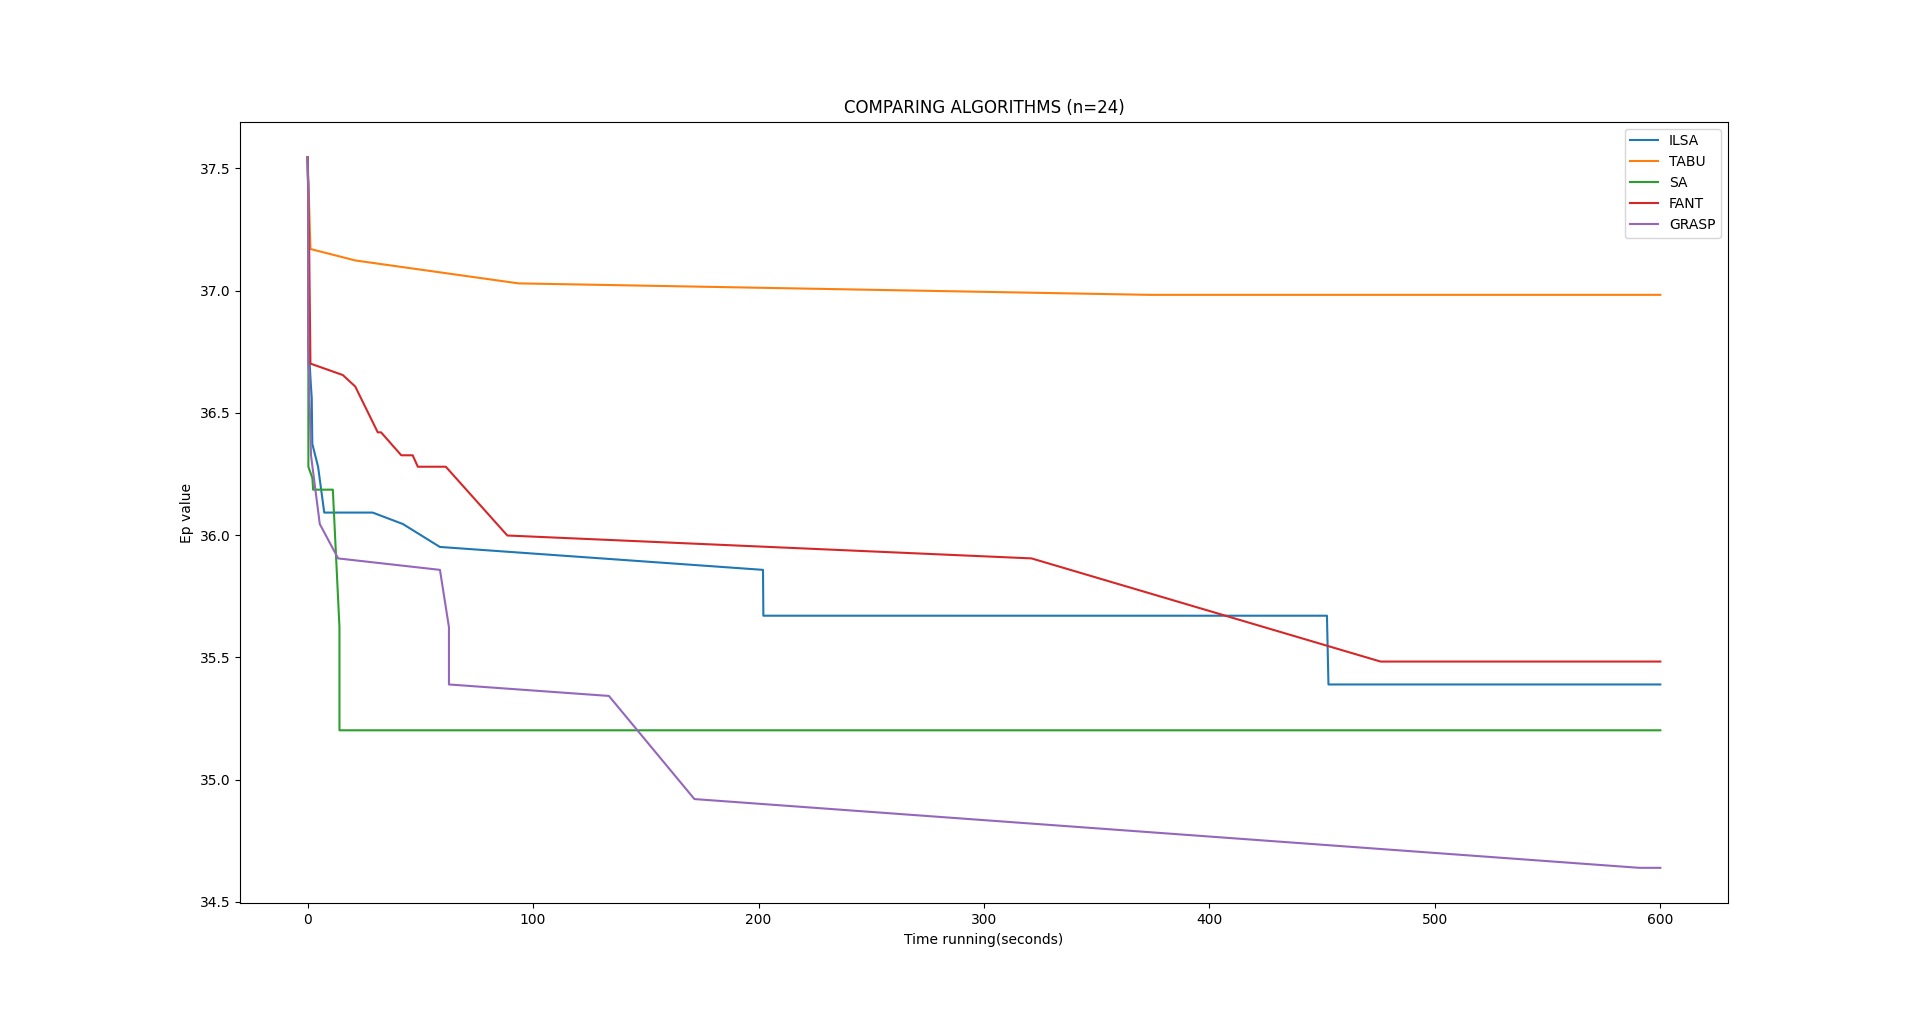 COMPARING ALGORITHMS (n=24)
ILSA
TABU
SA
FANT
GRASP
37.5
37.0
36.5
36.0
35.5
35.0
34.5
Ep value
0 100 200 300 400 500 600
Time running(seconds)